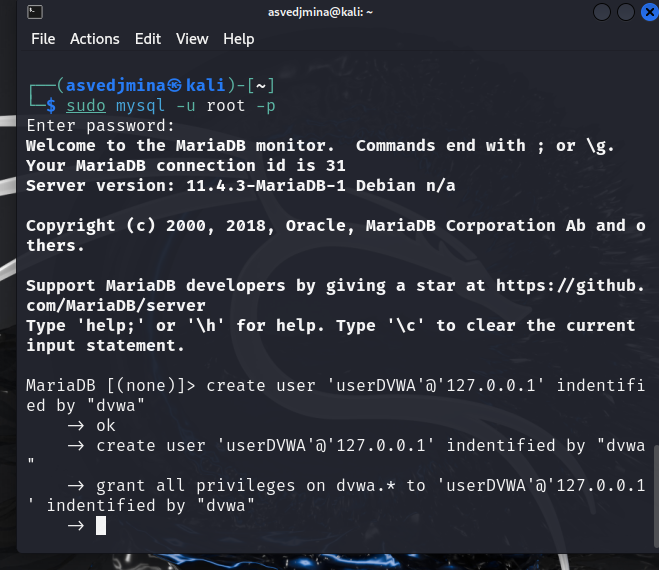 asvedjmina@kali: ~
File Actions Edit View Help
┌──(asvedjmina㉿kali)-[~]
└─$ sudo mysql -u root -p
Enter password:
Welcome to the MariaDB monitor.  Commands end with ; or \g.
Your MariaDB connection id is 31
Server version: 11.4.3-MariaDB-1 Debian n/a
Copyright (c) 2000, 2018, Oracle, MariaDB Corporation Ab and o
thers.
Support MariaDB developers by giving a star at https://github.
com/MariaDB/server
Type 'help;' or '\h' for help. Type '\c' to clear the current
input statement.
MariaDB [(none)]> create user 'userDVWA'@'127.0.0.1' indentifi
ed by "dvwa"
    -> ok
    -> create user 'userDVWA'@'127.0.0.1' indentified by "dvwa
"
    -> grant all privileges on dvwa.* to 'userDVWA'@'127.0.0.1
' indentified by "dvwa"
    ->